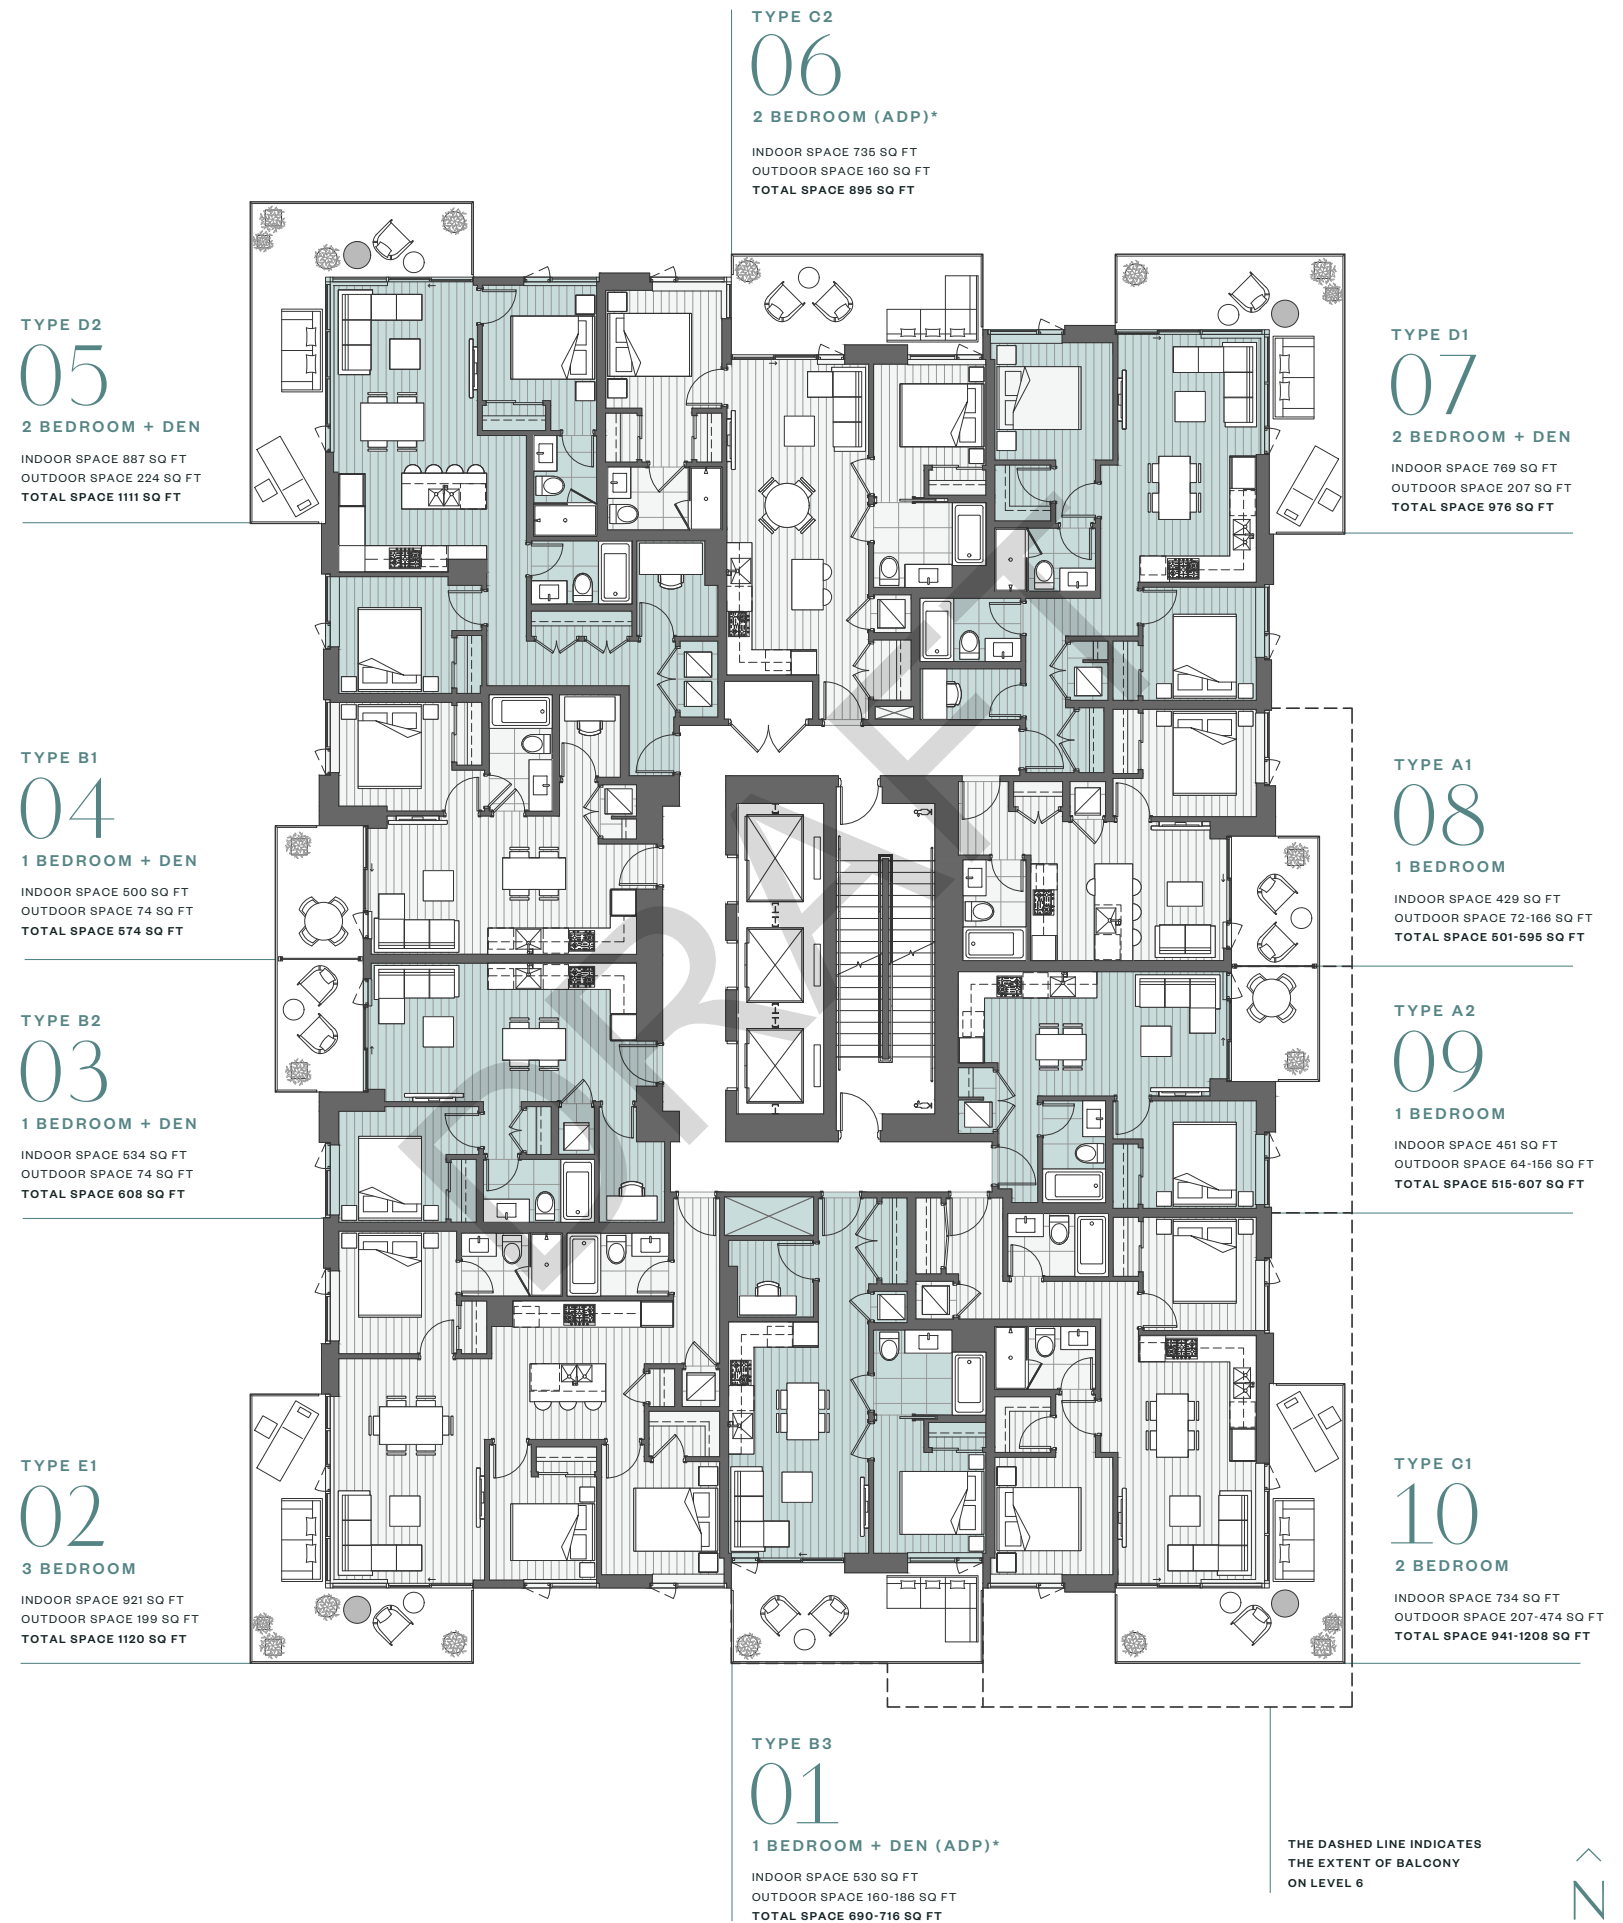 TYPE C2
06
2 BEDROOM (ADP)*
INDOOR SPACE 735 SQ FT
OUTDOOR SPACE 160 SQ FT
TOTAL SPACE 895 SQ FT
TYPE D2
05
2 BEDROOM + DEN
INDOOR SPACE 887 SQ FT
OUTDOOR SPACE 224 SQ FT
TOTAL SPACE 1111 SQ FT
TYPE D1
07
2 BEDROOM + DEN
INDOOR SPACE 769 SQ FT
OUTDOOR SPACE 207 SQ FT
TOTAL SPACE 976 SQ FT
TYPE B1
04
1 BEDROOM + DEN
INDOOR SPACE 500 SQ FT
OUTDOOR SPACE 74 SQ FT
TOTAL SPACE 574 SQ FT
TYPE A1
08
1 BEDROOM
INDOOR SPACE 429 SQ FT
OUTDOOR SPACE 72-166 SQ FT
TOTAL SPACE 501-595 SQ FT
DRAFT
TYPE B2
03
1 BEDROOM + DEN
INDOOR SPACE 534 SQ FT
OUTDOOR SPACE 74 SQ FT
TOTAL SPACE 608 SQ FT
TYPE A2
09
1 BEDROOM
INDOOR SPACE 451 SQ FT
OUTDOOR SPACE 64-156 SQ FT
TOTAL SPACE 515-607 SQ FT
TYPE E1
02
3 BEDROOM
INDOOR SPACE 921 SQ FT
OUTDOOR SPACE 199 SQ FT
TOTAL SPACE 1120 SQ FT
TYPE C1
10
2 BEDROOM
INDOOR SPACE 734 SQ FT
OUTDOOR SPACE 207-474 SQ FT
TOTAL SPACE 941-1208 SQ FT
TYPE B3
01
1 BEDROOM + DEN (ADP)*
INDOOR SPACE 530 SQ FT
OUTDOOR SPACE 160-186 SQ FT
TOTAL SPACE 690-716 SQ FT
THE DASHED LINE INDICATES
THE EXTENT OF BALCONY
ON LEVEL 6
N